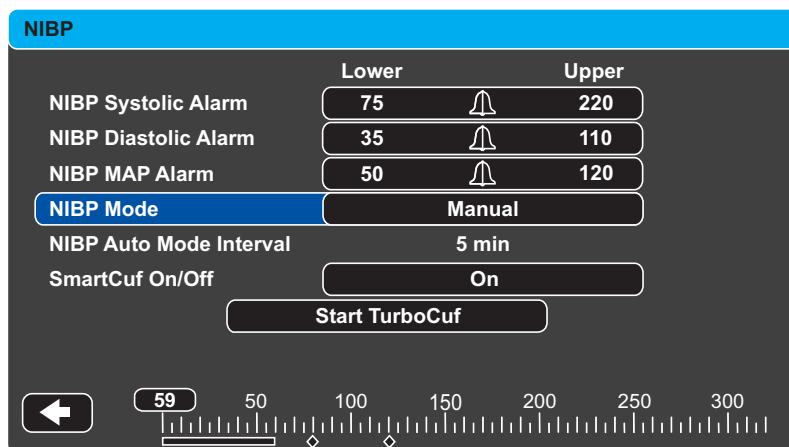 NIBP
Lower Upper
NIBP Systolic Alarm 75 220
NIBP Diastolic Alarm 35 110
NIBP MAP Alarm 50 120
NIBP Mode Manual
NIBP Auto Mode Interval 5 min
SmartCuf On/Off On
Start TurboCuf
59 50 100 150 200 250 300